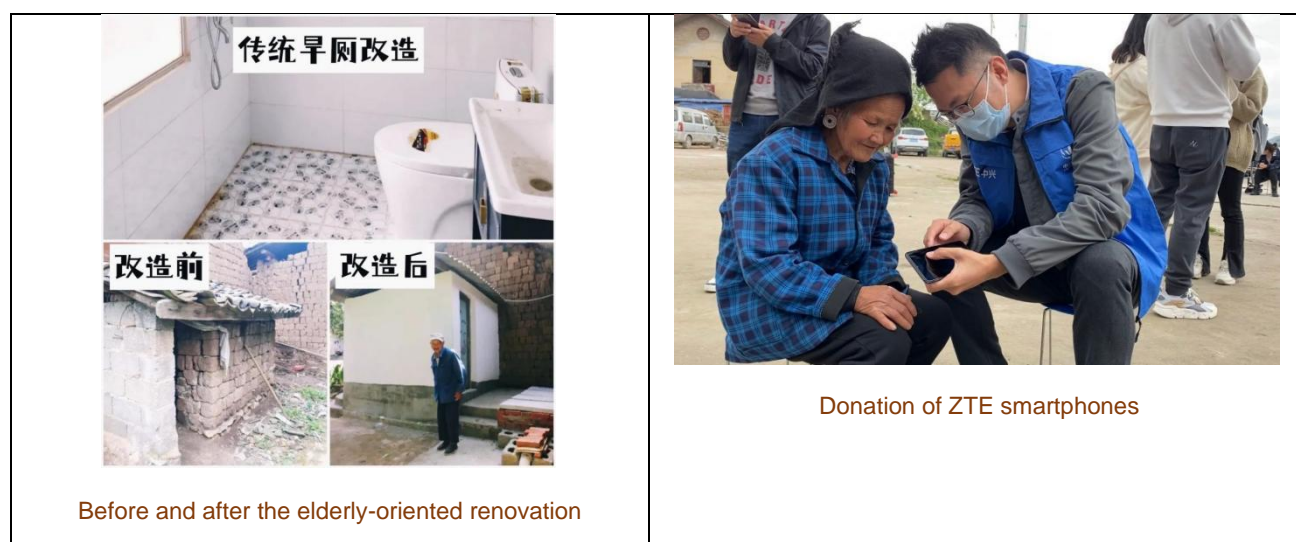 传统旱厕改造
改造前
改造后
Before and after the elderly-oriented renovation
Donation of ZTE smartphones